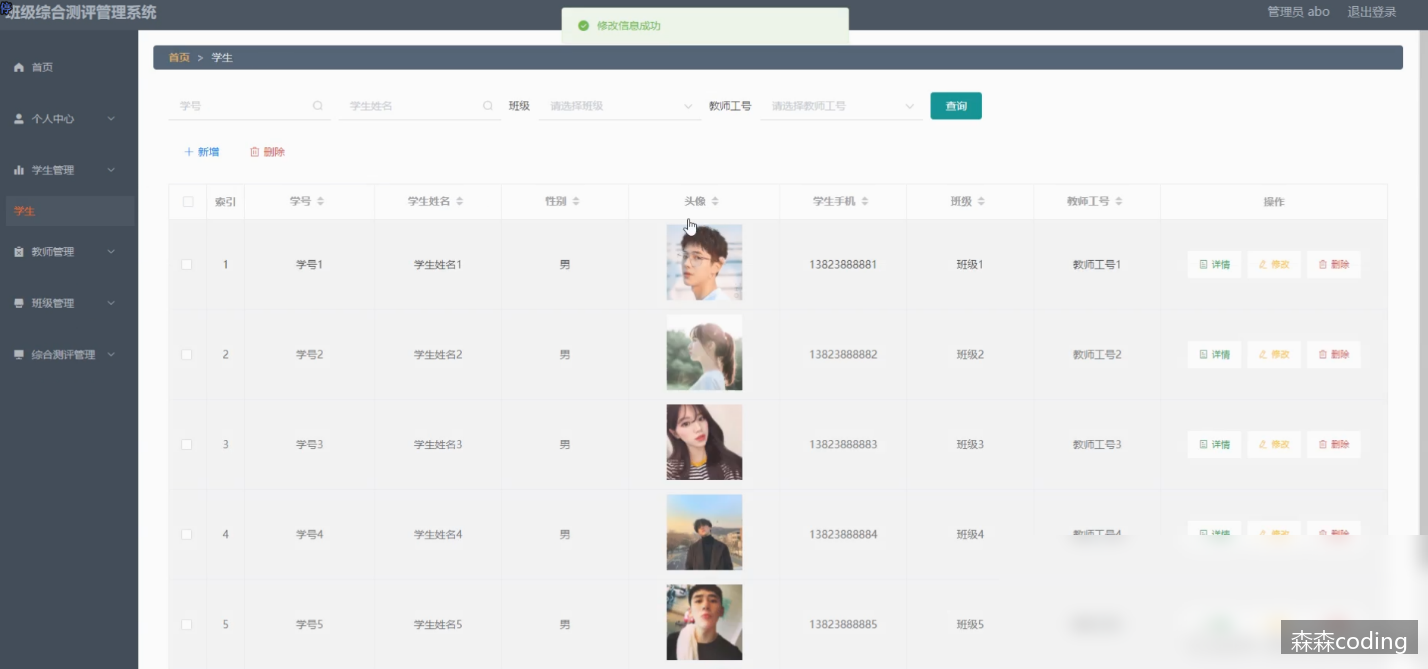 班级综合测评管理系统
管理员 abo 退出登录
修改信息成功
首页 > 学生
首页
个人中心
学生管理
学生
教师管理
班级管理
综合测评管理
学号 学生姓名 班级 请选择班级 教师工号 请选择教师工号 查询
新增 删除
索引 学号 学生姓名 性别 头像 学生手机 班级 教师工号 操作
1 学号1 学生姓名1 男 13823888881 班级1 教师工号1 详情 修改 删除
2 学号2 学生姓名2 男 13823888882 班级2 教师工号2 详情 修改 删除
3 学号3 学生姓名3 男 13823888883 班级3 教师工号3 详情 修改 删除
4 学号4 学生姓名4 男 13823888884 班级4 教师工号4 详情 修改 删除
5 学号5 学生姓名5 男 13823888885 班级5
森森coding